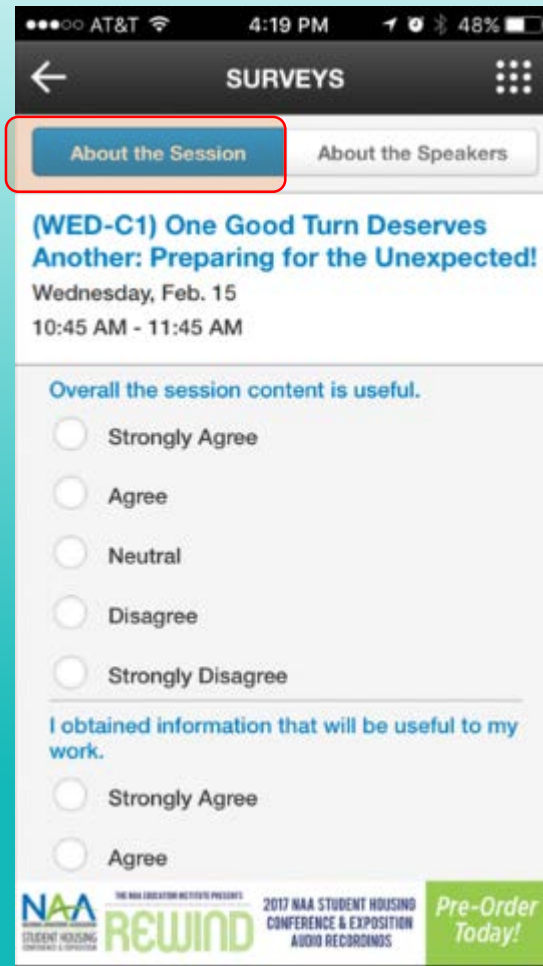 AT&T 4:19 PM 48%
SURVEYS
About the Session About the Speakers
(WED-C1) One Good Turn Deserves
Another: Preparing for the Unexpected!
Wednesday, Feb. 15
10:45 AM - 11:45 AM
Overall the session content is useful.
Strongly Agree
Agree
Neutral
Disagree
Strongly Disagree
I obtained information that will be useful to my
work.
Strongly Agree
Agree
NAA
STUDENT HOUSING
THE NAA EDUCATION INSTITUTE PRESENTS
REWIND
2017 NAA STUDENT HOUSING
CONFERENCE & EXPOSITION
AUDIO RECORDINGS
Pre-Order
Today!